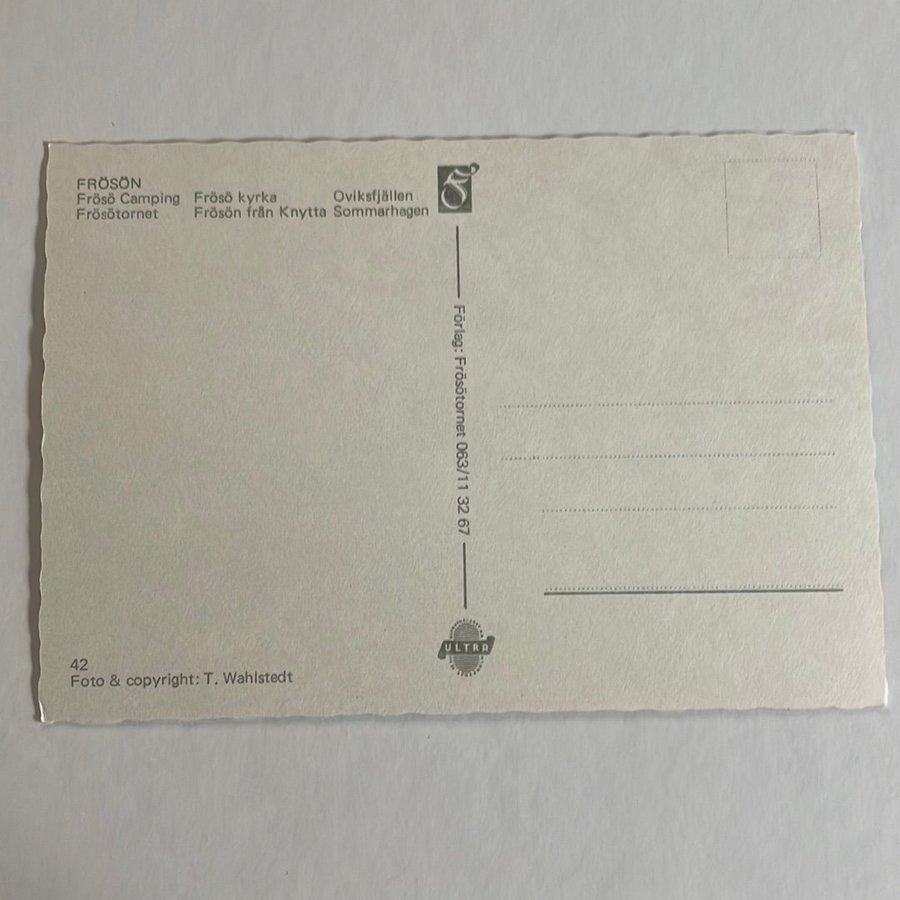 FRÖSÖN
Frösö Camping Frösö kyrka Oviksfjällen
Frösötornet Frösön från Knytta Sommarhagen
Förlag: Frösötornet 063/11 32 67
ULTRA
42
Foto & copyright: T. Wahlstedt